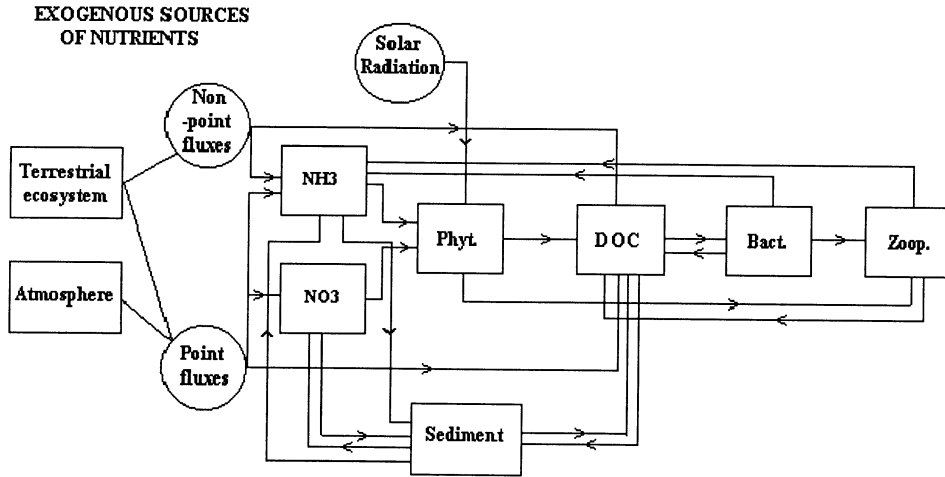 EXOGENOUS SOURCES
OF NUTRIENTS
Solar
Radiation
Non
-point
fluxes
Terrestrial
ecosystem
NH3
Phyt.
DOC
Bact.
Zoop.
Atmosphere
NO3
Point
fluxes
Sediment